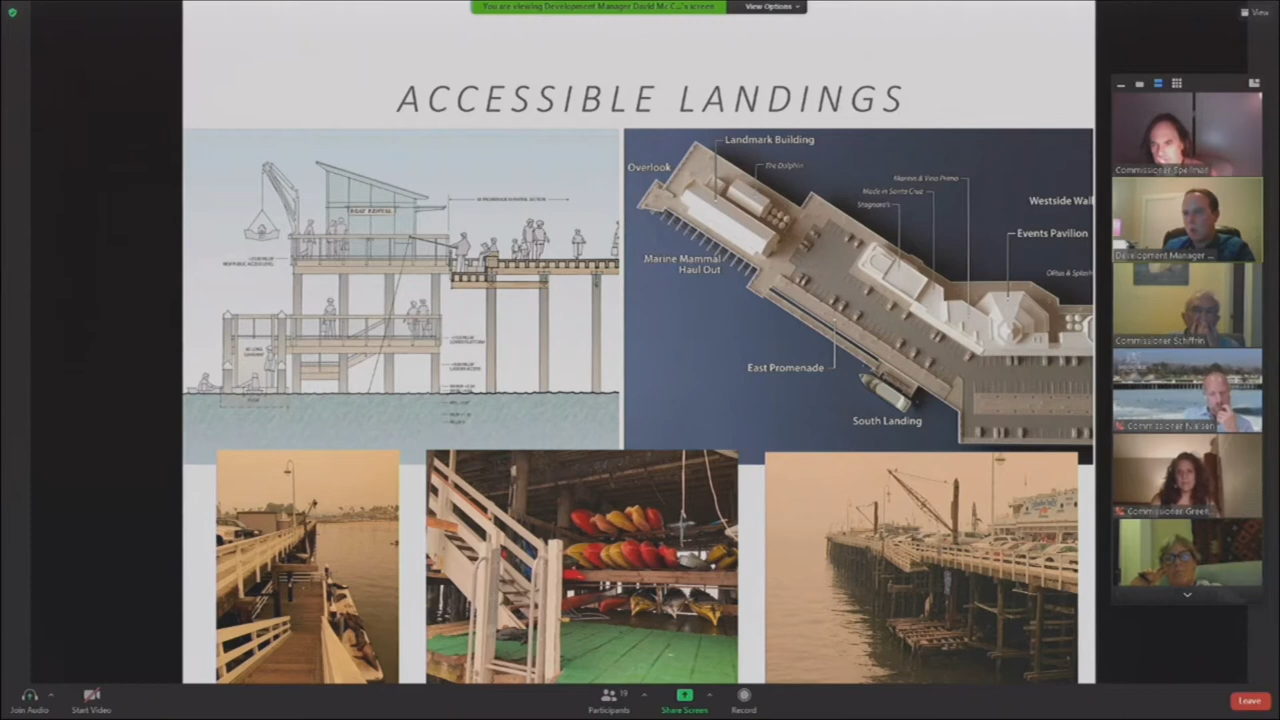 You are viewing Development Manager David Mc C...'s screen
View Options
View
ACCESSIBLE LANDINGS
BOAT RENTAL
Landmark Building
Overlook
The Dolphin
Marine Mammal
Haul Out
Stagnaro's
Made in Santa Cruz
Marini's & Vino Prima
Westside Wal
Events Pavilion
East Promenade
South Landing
Commissioner Spellman
Development Manager ...
Commissioner Schiffrin
Commissioner Nielsen
Commissioner Green...
Join Audio
Start Video
Participants
19
Share Screen
Record
Leave